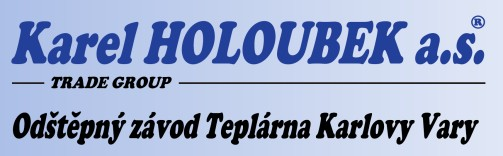 Karel HOLOUBEK a.s.®
TRADE GROUP
Odštěpný závod Teplárna Karlovy Vary